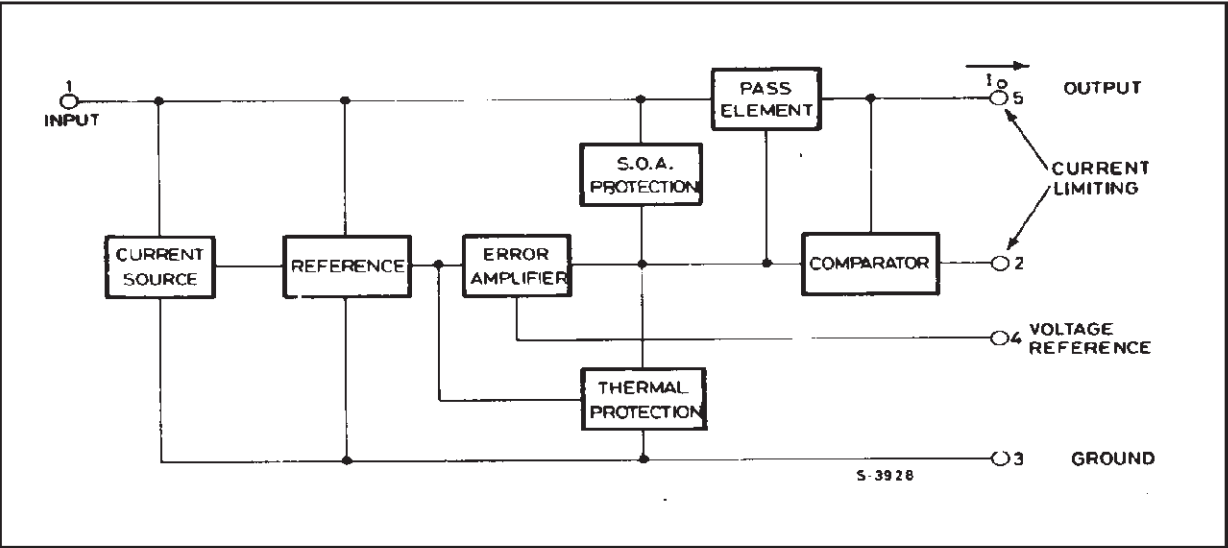 1
INPUT
PASS
ELEMENT
Io
5
OUTPUT
S.O.A.
PROTECTION
CURRENT
LIMITING
CURRENT
SOURCE
REFERENCE
ERROR
AMPLIFIER
COMPARATOR
2
4
VOLTAGE
REFERENCE
THERMAL
PROTECTION
3
GROUND
S-3928